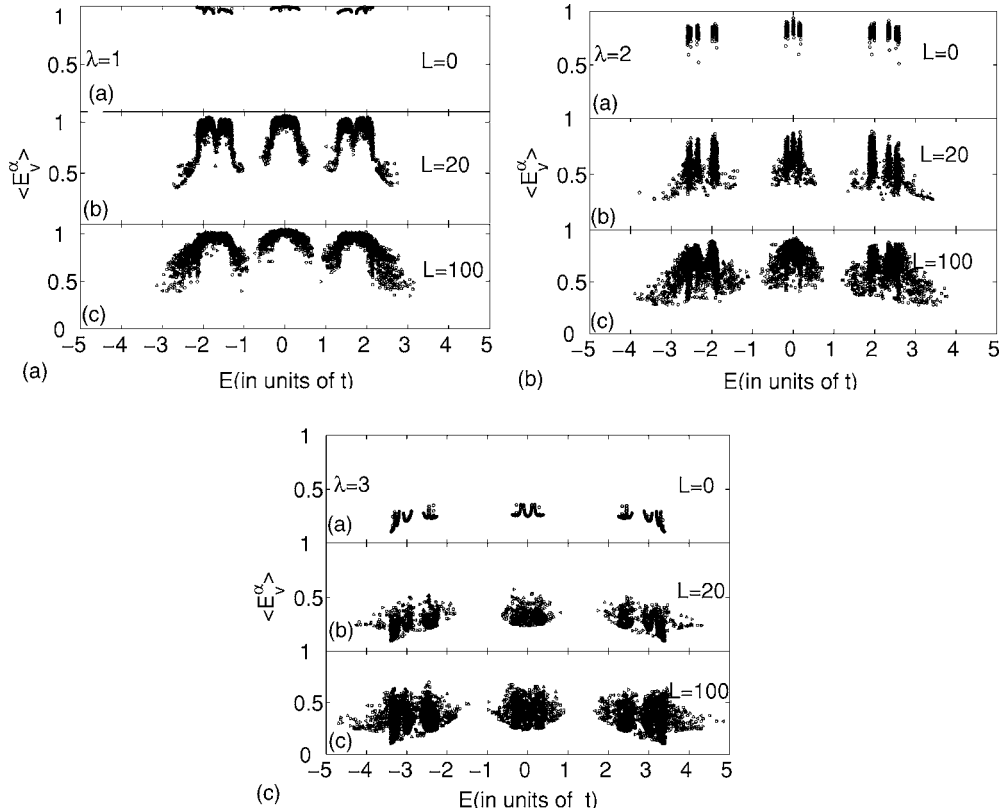 1
λ=1 L=0
0.5
(a)
1
L=20
0.5
<E_v^α>
(b)
1
L=100
0.5
(c)
0
−5 −4 −3 −2 −1 0 1 2 3 4 5
(a) E(in units of t)
1
λ=2 L=0
0.5
(a)
1
L=20
0.5
<E_v^α>
(b)
1
L=100
0.5
(c)
0
−5 −4 −3 −2 −1 0 1 2 3 4 5
(b) E(in units of t)
1
λ=3 L=0
0.5
(a)
1
L=20
0.5
<E_v^α>
(b)
1
L=100
0.5
(c)
0
−5 −4 −3 −2 −1 0 1 2 3 4 5
(c) E(in units of t)